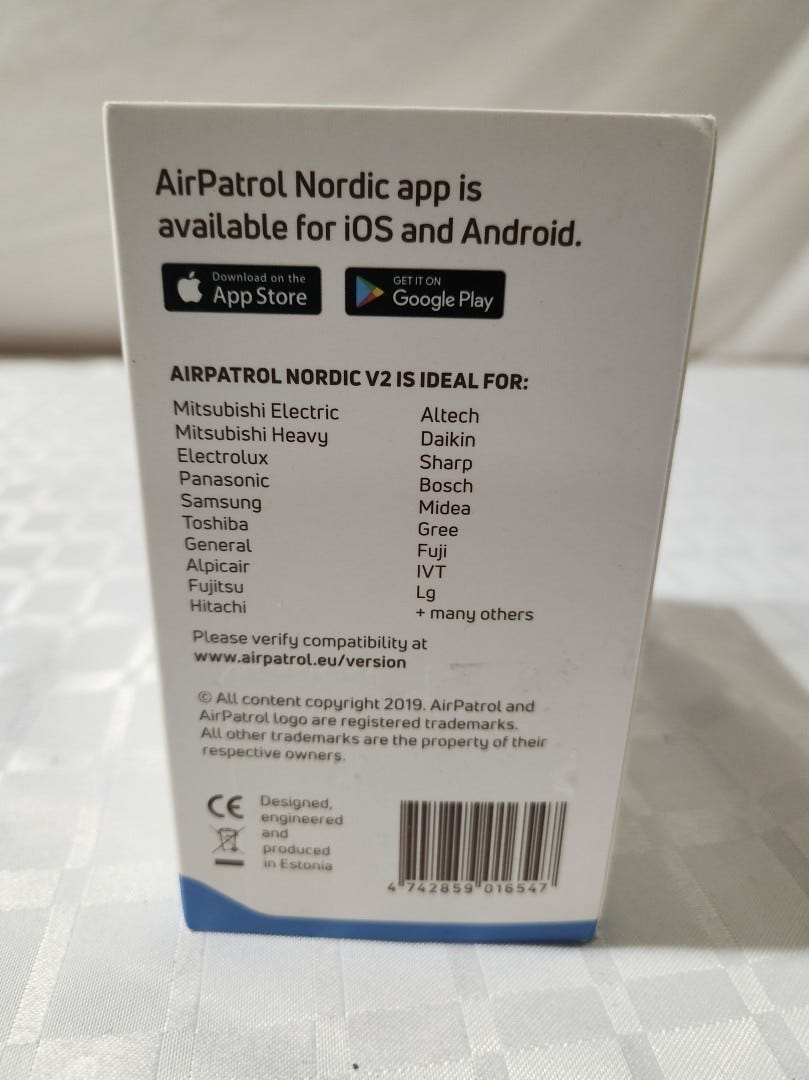 AirPatrol Nordic app is
available for iOS and Android.
Download on the
App Store
GET IT ON
Google Play
AIRPATROL NORDIC V2 IS IDEAL FOR:
Mitsubishi Electric
Mitsubishi Heavy
Electrolux
Panasonic
Samsung
Toshiba
General
Alpicair
Fujitsu
Hitachi
Altech
Daikin
Sharp
Bosch
Midea
Gree
Fuji
IVT
Lg
+ many others
Please verify compatibility at
www.airpatrol.eu/version
© All content copyright 2019. AirPatrol and
AirPatrol logo are registered trademarks.
All other trademarks are the property of their
respective owners.
CE
Designed,
engineered
and
produced
in Estonia
4 742859 016547